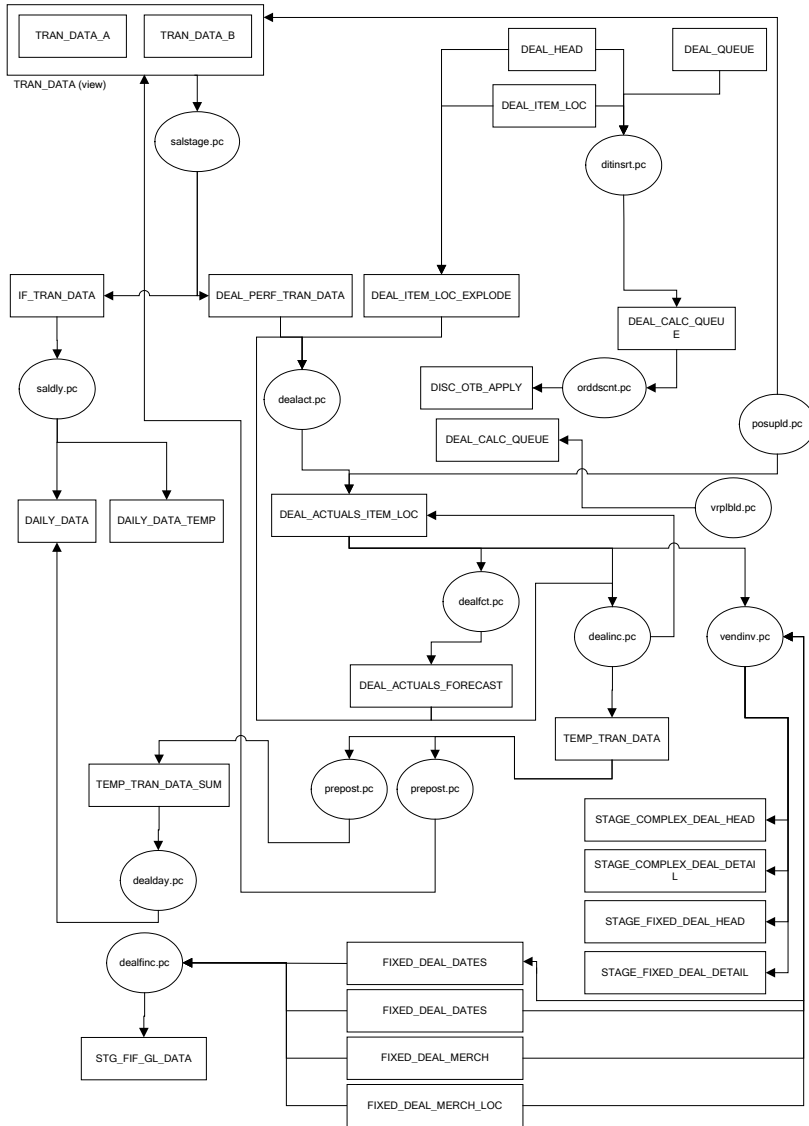 TRAN_DATA_A
TRAN_DATA_B
TRAN_DATA (view)
DEAL_HEAD
DEAL_QUEUE
DEAL_ITEM_LOC
salstage.pc
ditinsrt.pc
IF_TRAN_DATA
DEAL_PERF_TRAN_DATA
DEAL_ITEM_LOC_EXPLODE
DEAL_CALC_QUEU
E
saldly.pc
dealact.pc
DISC_OTB_APPLY
orddscnt.pc
posupld.pc
DEAL_CALC_QUEUE
DAILY_DATA
DAILY_DATA_TEMP
DEAL_ACTUALS_ITEM_LOC
vrplbld.pc
dealfct.pc
dealinc.pc
vendinv.pc
DEAL_ACTUALS_FORECAST
TEMP_TRAN_DATA
TEMP_TRAN_DATA_SUM
prepost.pc
prepost.pc
STAGE_COMPLEX_DEAL_HEAD
STAGE_COMPLEX_DEAL_DETAI
L
dealday.pc
STAGE_FIXED_DEAL_HEAD
dealfinc.pc
FIXED_DEAL_DATES
STAGE_FIXED_DEAL_DETAIL
FIXED_DEAL_DATES
STG_FIF_GL_DATA
FIXED_DEAL_MERCH
FIXED_DEAL_MERCH_LOC